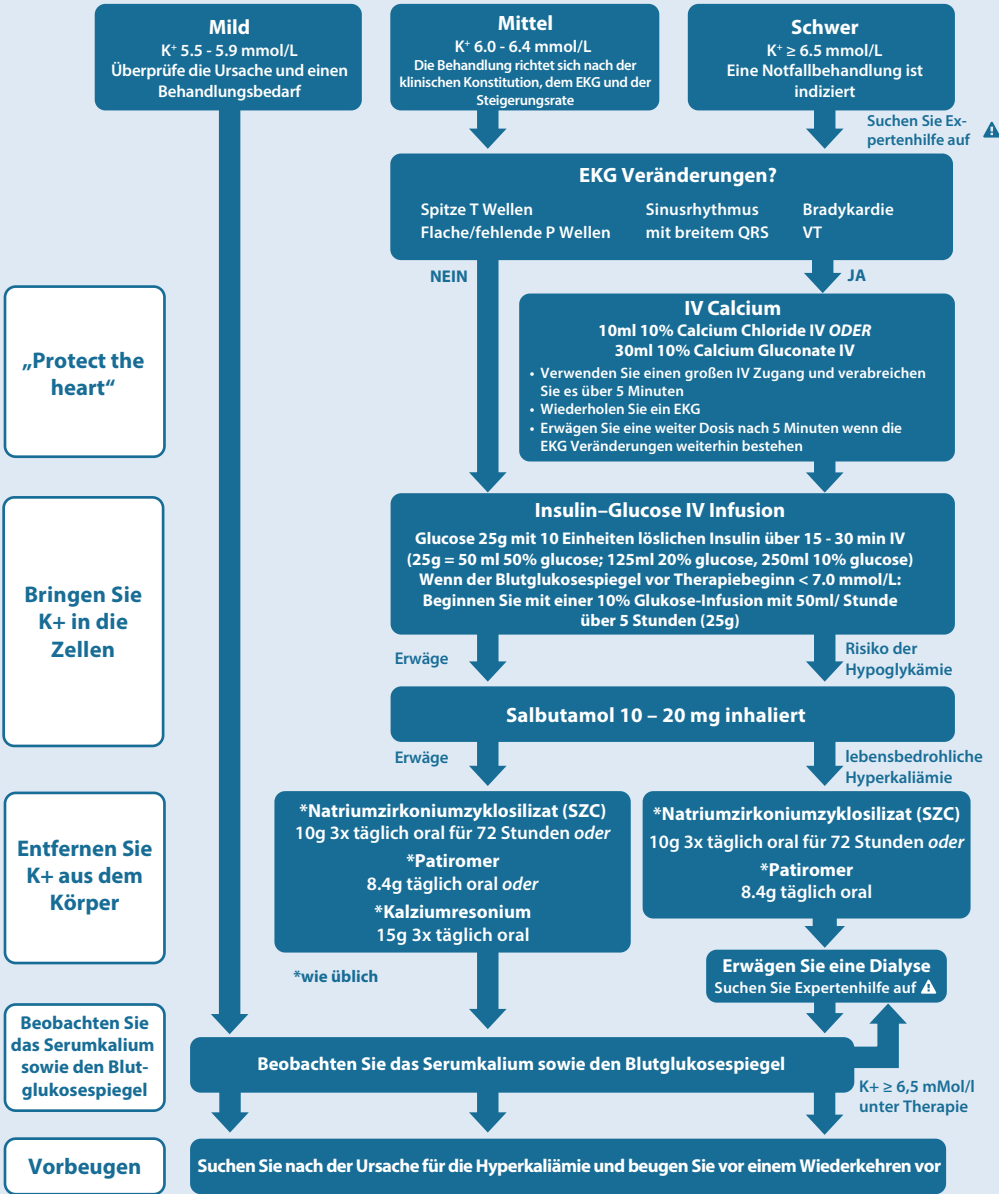 Mild
K⁺ 5.5 - 5.9 mmol/L
Überprüfe die Ursache und einen
Behandlungsbedarf
Mittel
K⁺ 6.0 - 6.4 mmol/L
Die Behandlung richtet sich nach der
klinischen Konstitution, dem EKG und der
Steigerungsrate
Schwer
K⁺ ≥ 6.5 mmol/L
Eine Notfallbehandlung ist
indiziert
Suchen Sie Ex-
pertenhilfe auf
EKG Veränderungen?
Spitze T Wellen
Flache/fehlende P Wellen
Sinusrhythmus
mit breitem QRS
Bradykardie
VT
NEIN
JA
„Protect the
heart“
IV Calcium
10ml 10% Calcium Chloride IV ODER
30ml 10% Calcium Gluconate IV
• Verwenden Sie einen großen IV Zugang und verabreichen
Sie es über 5 Minuten
• Wiederholen Sie ein EKG
• Erwägen Sie eine weiter Dosis nach 5 Minuten wenn die
EKG Veränderungen weiterhin bestehen
Bringen Sie
K+ in die
Zellen
Insulin–Glucose IV Infusion
Glucose 25g mit 10 Einheiten löslichen Insulin über 15 - 30 min IV
(25g = 50 ml 50% glucose; 125ml 20% glucose, 250ml 10% glucose)
Wenn der Blutglukosespiegel vor Therapiebeginn < 7.0 mmol/L:
Beginnen Sie mit einer 10% Glukose-Infusion mit 50ml/ Stunde
über 5 Stunden (25g)
Erwäge
Risiko der
Hypoglykämie
Salbutamol 10 – 20 mg inhaliert
Erwäge
lebensbedrohliche
Hyperkaliämie
Entfernen Sie
K+ aus dem
Körper
*Natriumzirkoniumzyklosilizat (SZC)
10g 3x täglich oral für 72 Stunden oder
*Patiromer
8.4g täglich oral oder
*Kalziumresonium
15g 3x täglich oral
*Natriumzirkoniumzyklosilizat (SZC)
10g 3x täglich oral für 72 Stunden oder
*Patiromer
8.4g täglich oral
*wie üblich
Erwägen Sie eine Dialyse
Suchen Sie Expertenhilfe auf
Beobachten Sie
das Serumkalium
sowie den Blut-
glukosespiegel
Beobachten Sie das Serumkalium sowie den Blutglukosespiegel
K+ ≥ 6,5 mMol/l
unter Therapie
Vorbeugen
Suchen Sie nach der Ursache für die Hyperkaliämie und beugen Sie vor einem Wiederkehren vor